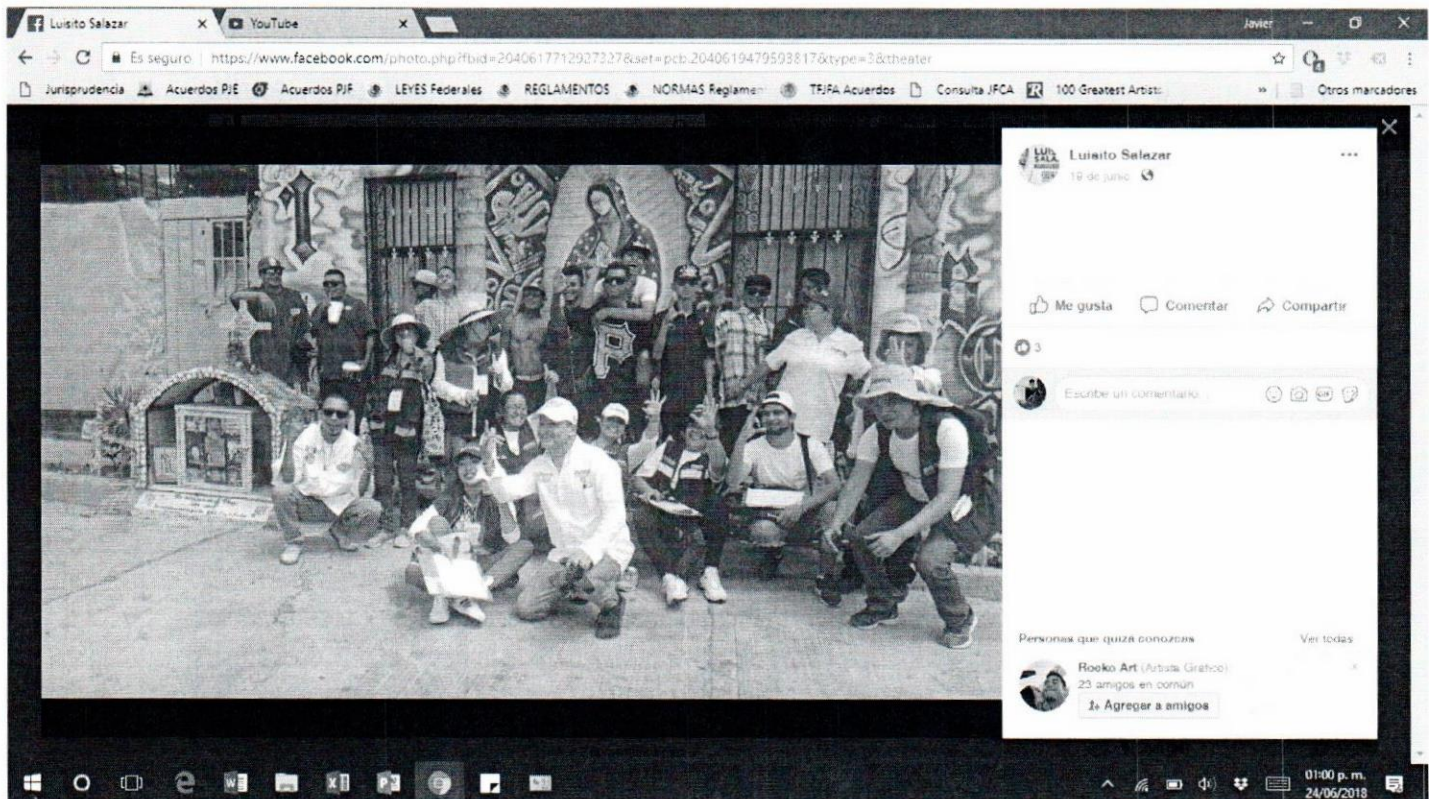 Luisito Salazar
YouTube
Javier
Es seguro
https://www.facebook.com/photo.php?fbid=2040617712927327&set=pcb.2040619479593817&type=3&theater
Jurisprudencia
Acuerdos PJE
Acuerdos PJF
LEYES Federales
REGLAMENTOS
NORMAS Reglamen
TFJFA Acuerdos
Consulta JFCA
100 Greatest Artists
Otros marcadores
Luisito Salazar
19 de junio
Me gusta
Comentar
Compartir
3
Escribe un comentario...
GIF
P
Personas que quizá conozcas
Ver todas
Rocko Art (Artista Grafico)
23 amigos en común
Agregar a amigos
01:00 p. m.
24/06/2018